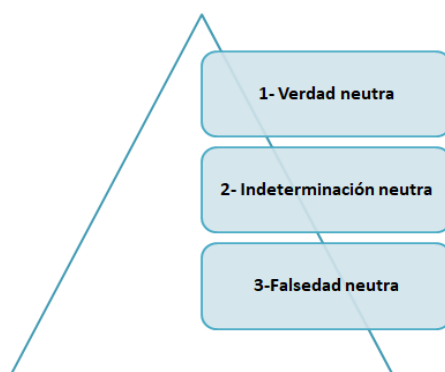 1- Verdad neutra
2- Indeterminación neutra
3-Falsedad neutra